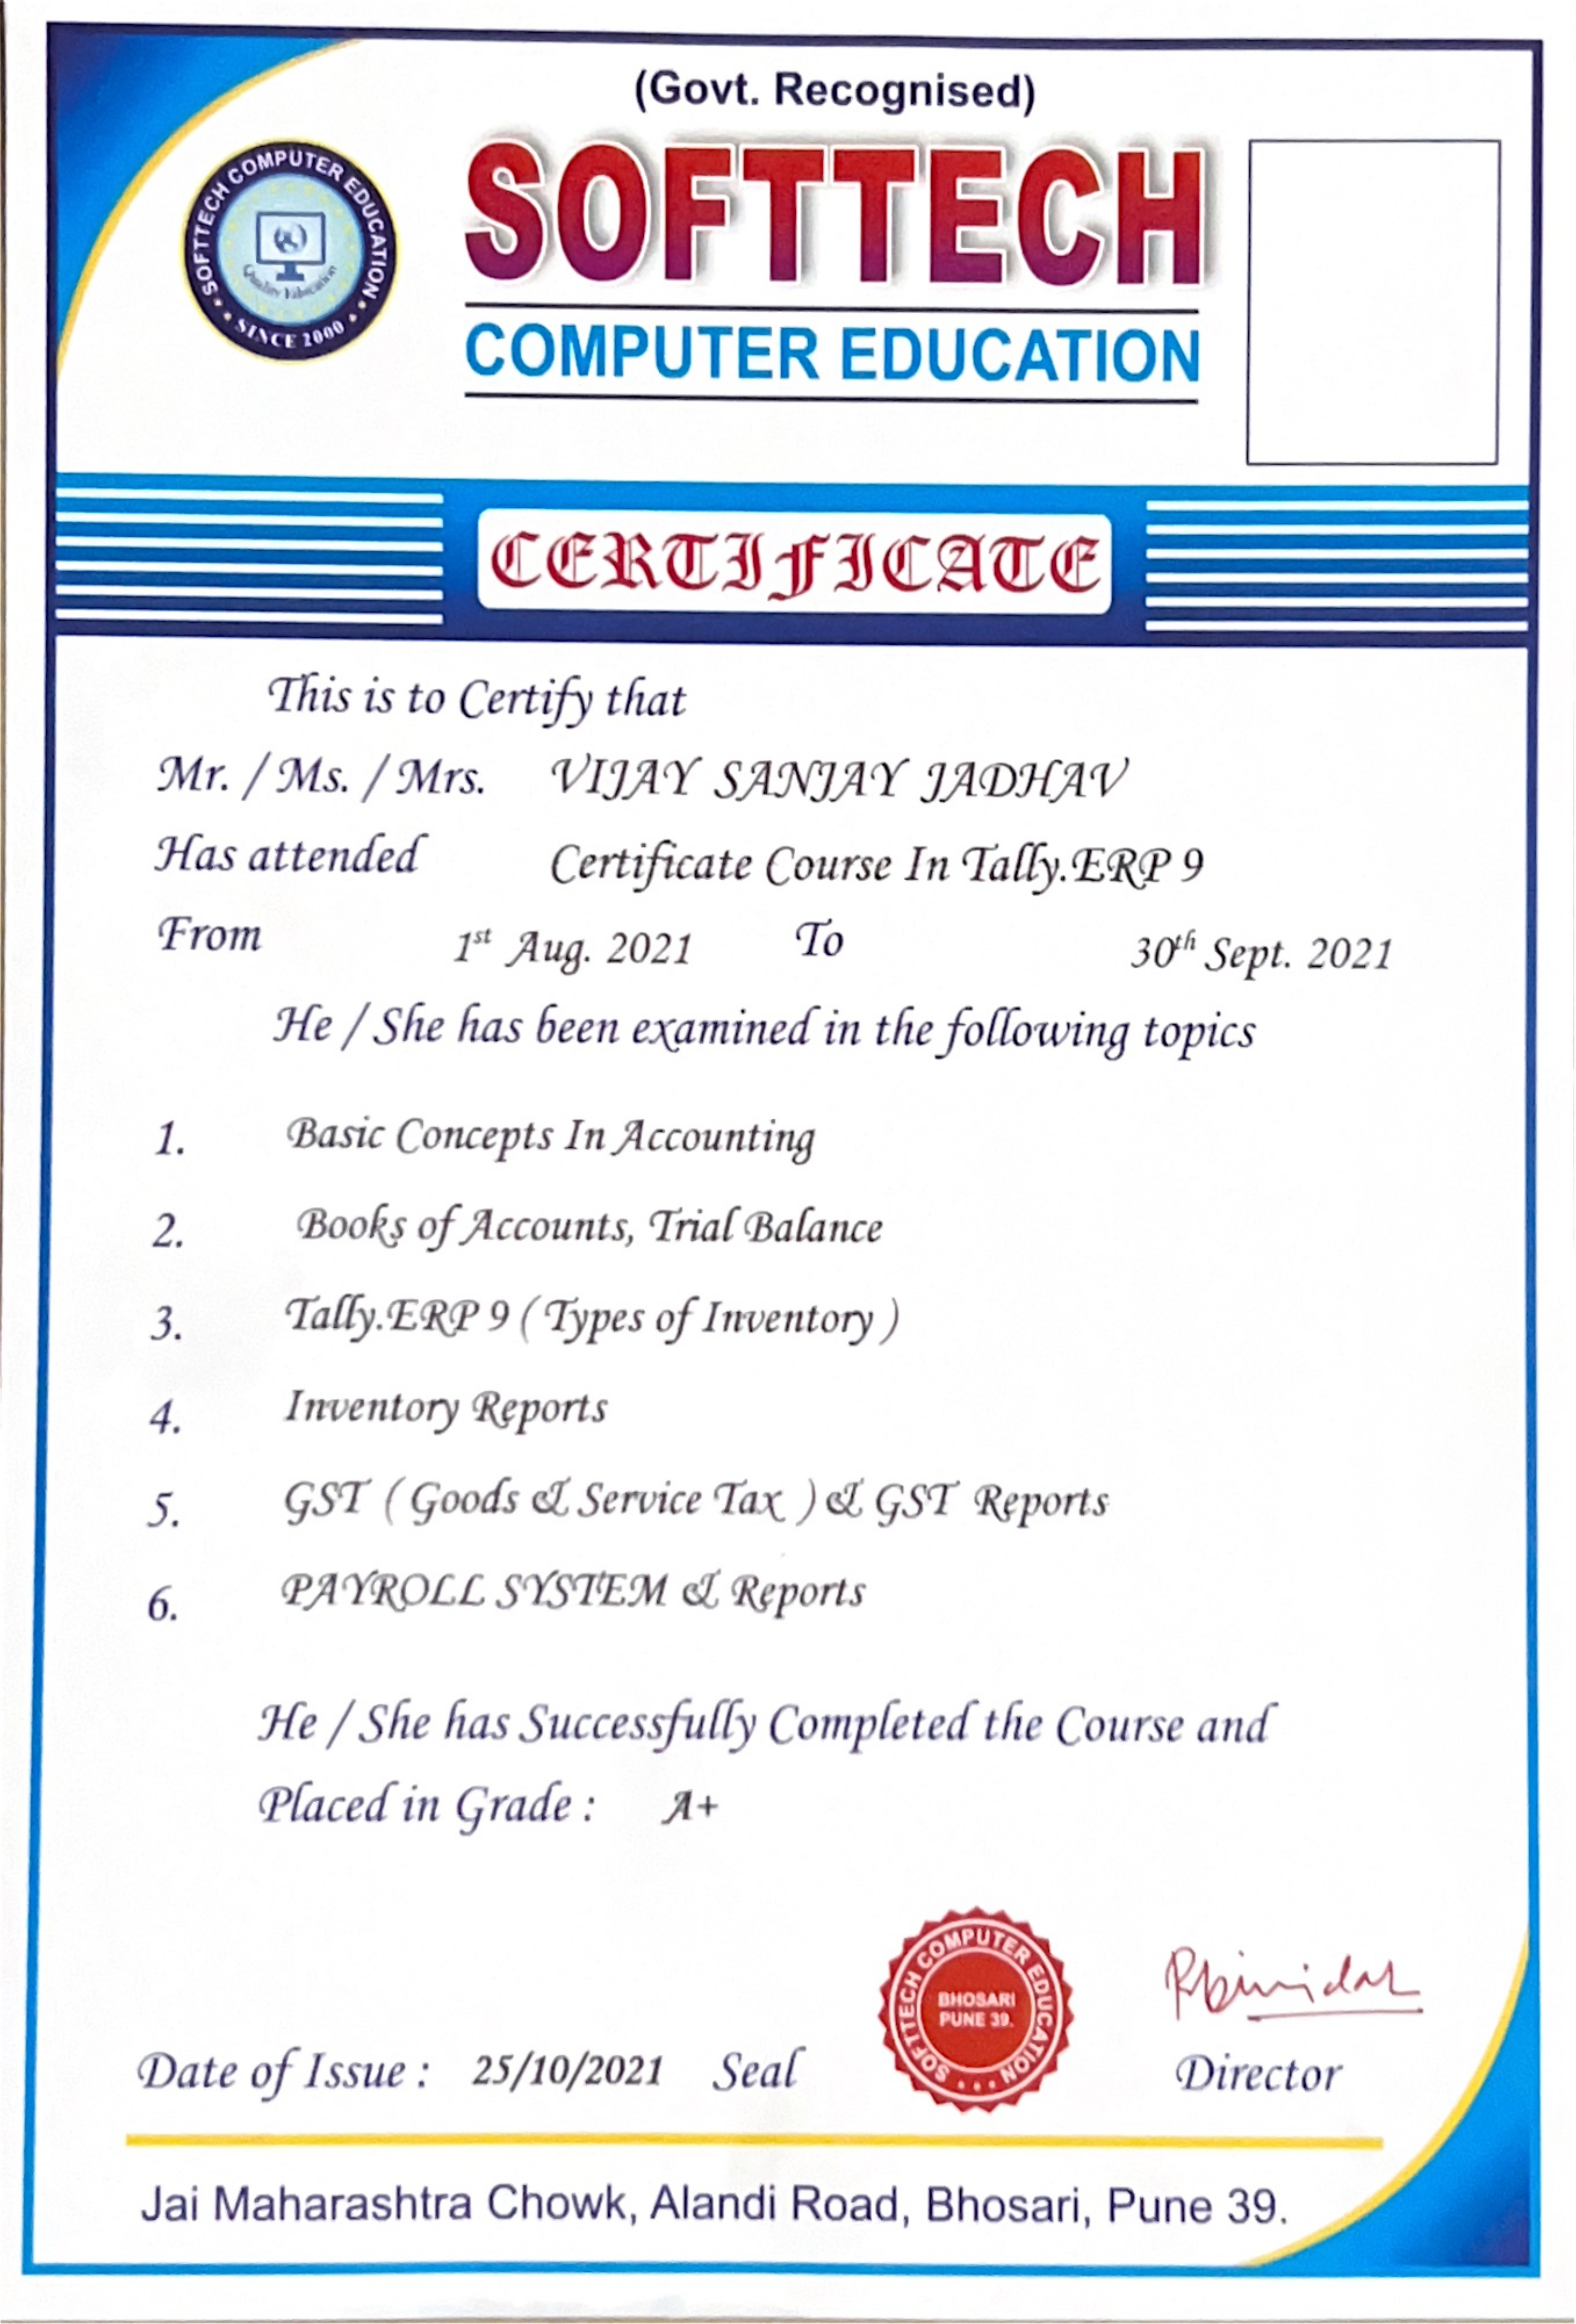 (Govt. Recognised)
SOFTTECH COMPUTER EDUCATION
Quality Education
SINCE 2000
SOFTTECH
COMPUTER EDUCATION
CERTIFICATE
This is to Certify that
Mr. / Ms. / Mrs. VIJAY SANJAY JADHAV
Has attended Certificate Course In Tally.ERP 9
From 1st Aug. 2021 To 30th Sept. 2021
He / She has been examined in the following topics
1. Basic Concepts In Accounting
2. Books of Accounts, Trial Balance
3. Tally.ERP 9 ( Types of Inventory )
4. Inventory Reports
5. GST ( Goods & Service Tax ) & GST Reports
6. PAYROLL SYSTEM & Reports
He / She has Successfully Completed the Course and
Placed in Grade : A+
SOFTTECH COMPUTER EDUCATION
BHOSARI
PUNE 39.
Date of Issue : 25/10/2021 Seal Director
Jai Maharashtra Chowk, Alandi Road, Bhosari, Pune 39.